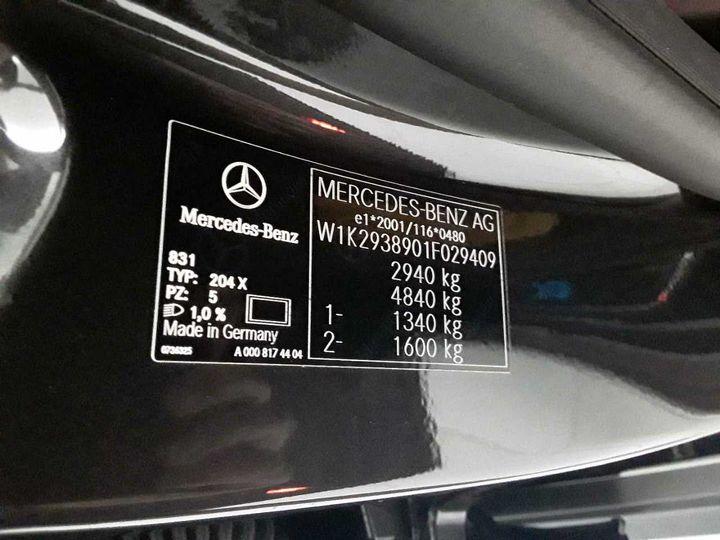 Mercedes-Benz
831
TYP: 204 X
PZ: 5
1,0 %
Made in Germany
0736325 A 000 817 44 04
MERCEDES-BENZ AG
e1*2001/116*0480
W1K2938901F029409
2940 kg
4840 kg
1- 1340 kg
2- 1600 kg